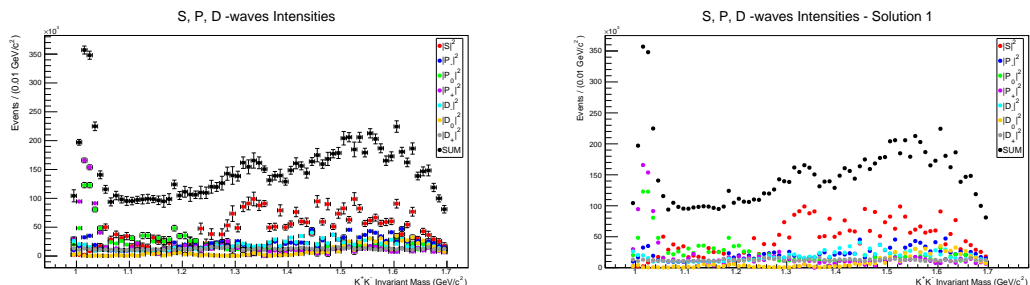 S, P, D -waves Intensities
×10³
Events / (0.01 GeV/c²)
350
300
250
200
150
100
50
0
|S|²
|P₋|²
|P₀|²
|P₊|²
|D₋|²
|D₀|²
|D₊|²
SUM
1 1.1 1.2 1.3 1.4 1.5 1.6 1.7
K⁺K⁻ Invariant Mass (GeV/c²)
S, P, D -waves Intensities - Solution 1
×10³
Events / (0.01 GeV/c²)
350
300
250
200
150
100
50
0
|S|²
|P₋|²
|P₀|²
|P₊|²
|D₋|²
|D₀|²
|D₊|²
SUM
1 1.1 1.2 1.3 1.4 1.5 1.6 1.7
K⁺K⁻ Invariant Mass (GeV/c²)